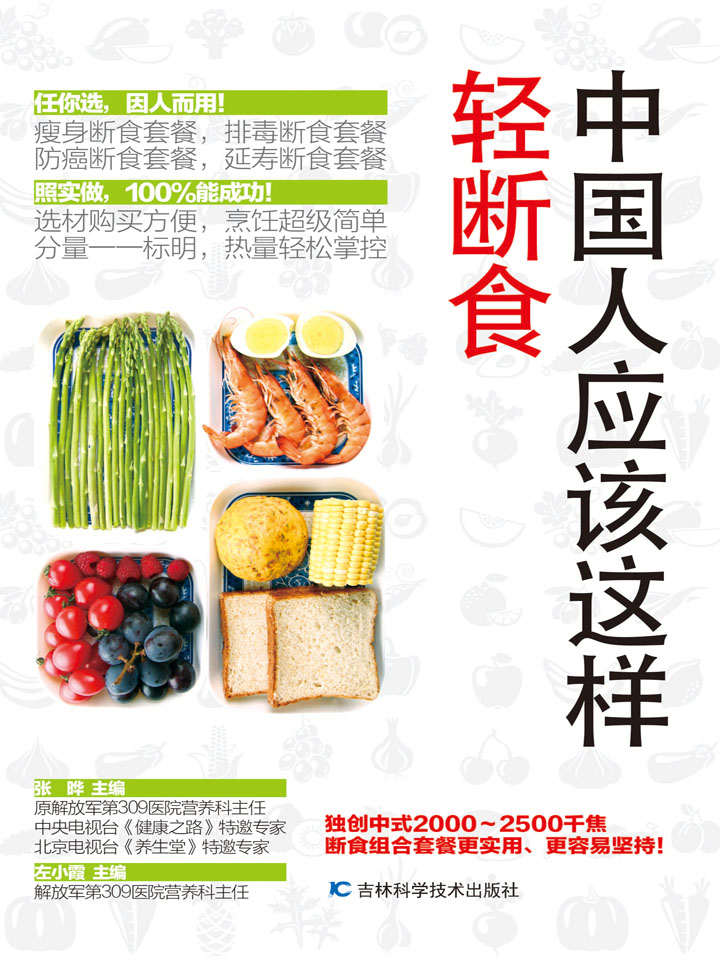 中国人应该这样
轻断食
任你选，因人而用！
瘦身断食套餐，排毒断食套餐
防癌断食套餐，延寿断食套餐
照实做，100%能成功！
选材购买方便，烹饪超级简单
分量一一标明，热量轻松掌控
张　晔 主编
原解放军第309医院营养科主任
中央电视台《健康之路》特邀专家
北京电视台《养生堂》特邀专家
左小霞 主编
解放军第309医院营养科主任
独创中式2000～2500千焦
断食组合套餐更实用、更容易坚持！
吉林科学技术出版社